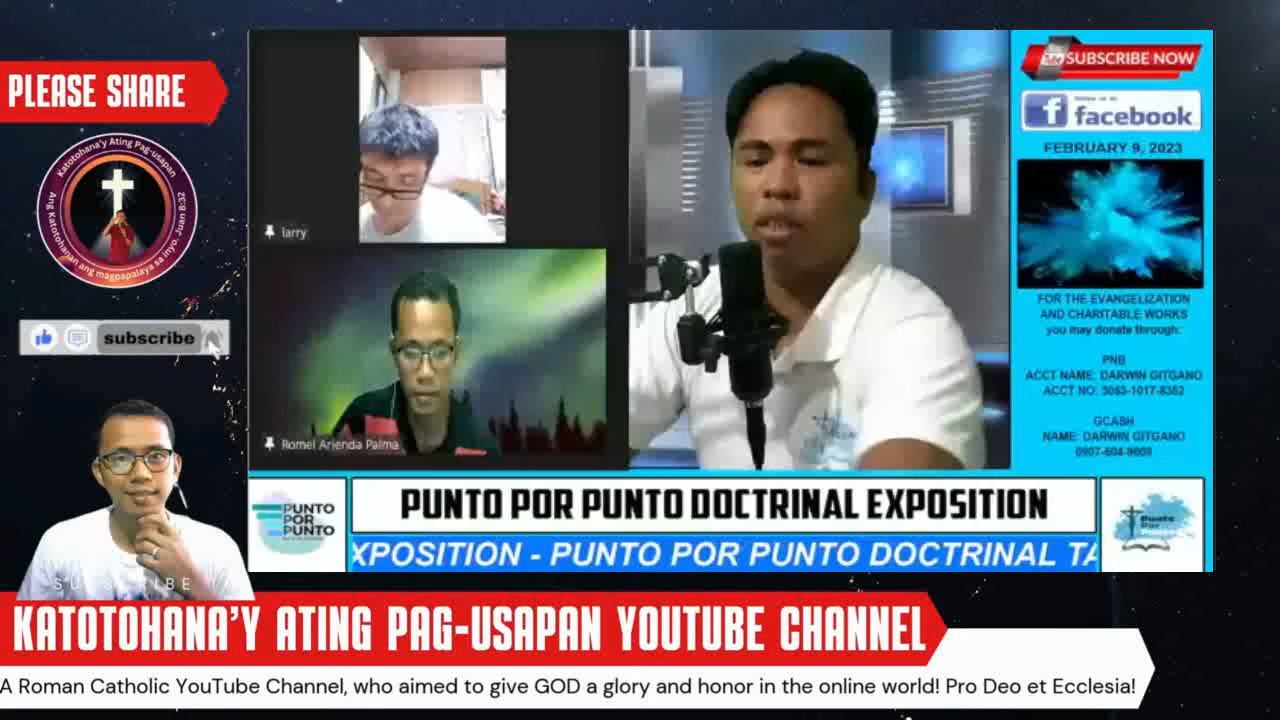 PLEASE SHARE
Katotohana'y Ating Pag-usapan
Ang Katotohanan ang magpapalaya sa inyo. Juan 8:32
subscribe
SUBSCRIBE
larry
Romel Arienda Palma
SUBSCRIBE NOW
facebook
FEBRUARY 9, 2023
FOR THE EVANGELIZATION
AND CHARITABLE WORKS
you may donate through:
PNB
ACCT NAME: DARWIN GITGANO
ACCT NO:
GCASH
NAME: DARWIN GITGANO
PUNTO
POR
PUNTO
PUNTO POR PUNTO DOCTRINAL EXPOSITION
XPOSITION - PUNTO POR PUNTO DOCTRINAL TA
Punto
Por
Punto
KATOTOHANA'Y ATING PAG-USAPAN YOUTUBE CHANNEL
A Roman Catholic YouTube Channel, who aimed to give GOD a glory and honor in the online world! Pro Deo et Ecclesia!